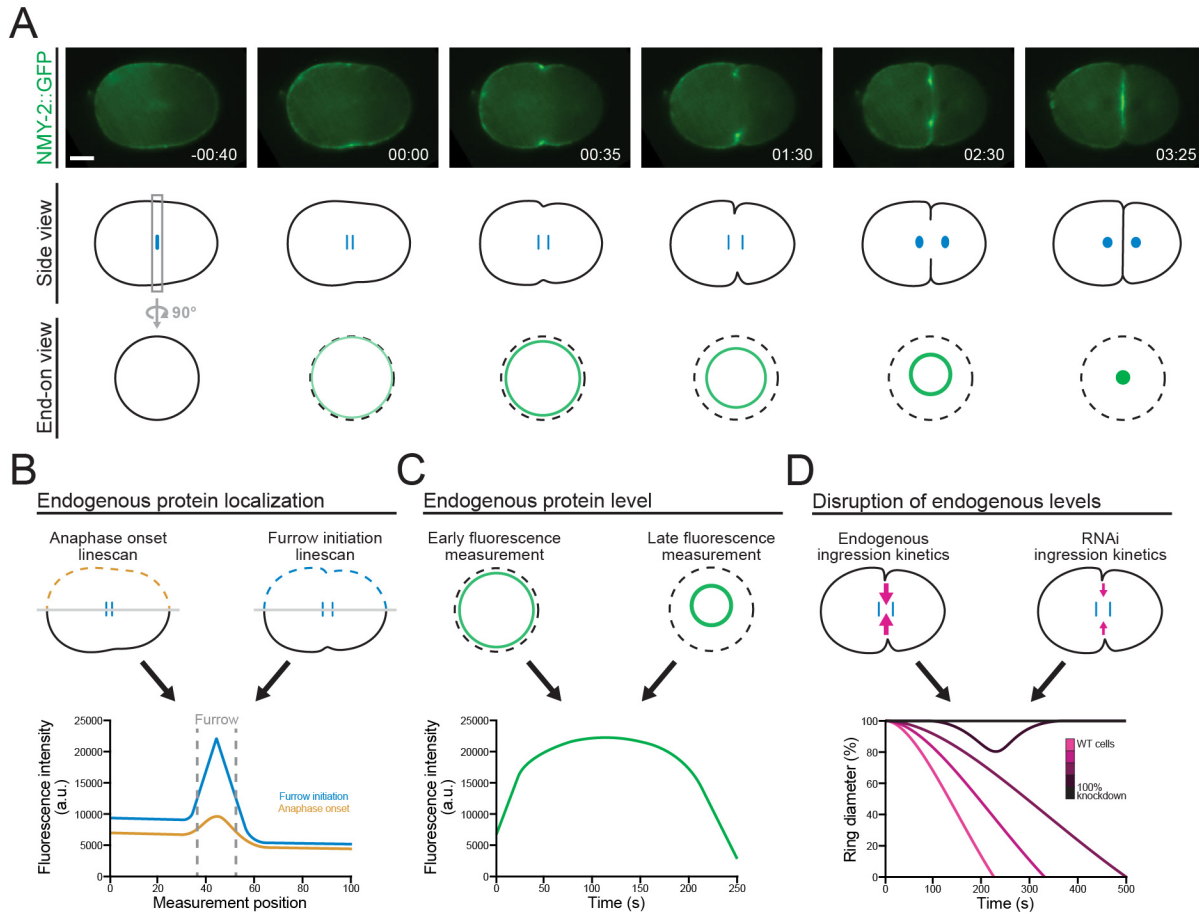 A
NMY-2::GFP
-00:40
00:00
00:35
01:30
02:30
03:25
Side view
90°
End-on view
B
Endogenous protein localization
Anaphase onset
linescan
Furrow initiation
linescan
Fluorescence intensity
(a.u.)
25000
20000
15000
10000
5000
0
Furrow
Furrow initiation
Anaphase onset
0
20
40
60
80
100
Measurement position
C
Endogenous protein level
Early fluorescence
measurement
Late fluorescence
measurement
Fluorescence intensity
(a.u.)
25000
20000
15000
10000
5000
0
0
50
100
150
200
250
Time (s)
D
Disruption of endogenous levels
Endogenous
ingression kinetics
RNAi
ingression kinetics
Ring diameter (%)
100
80
60
40
20
0
WT cells
100%
knockdown
0
100
200
300
400
500
Time (s)